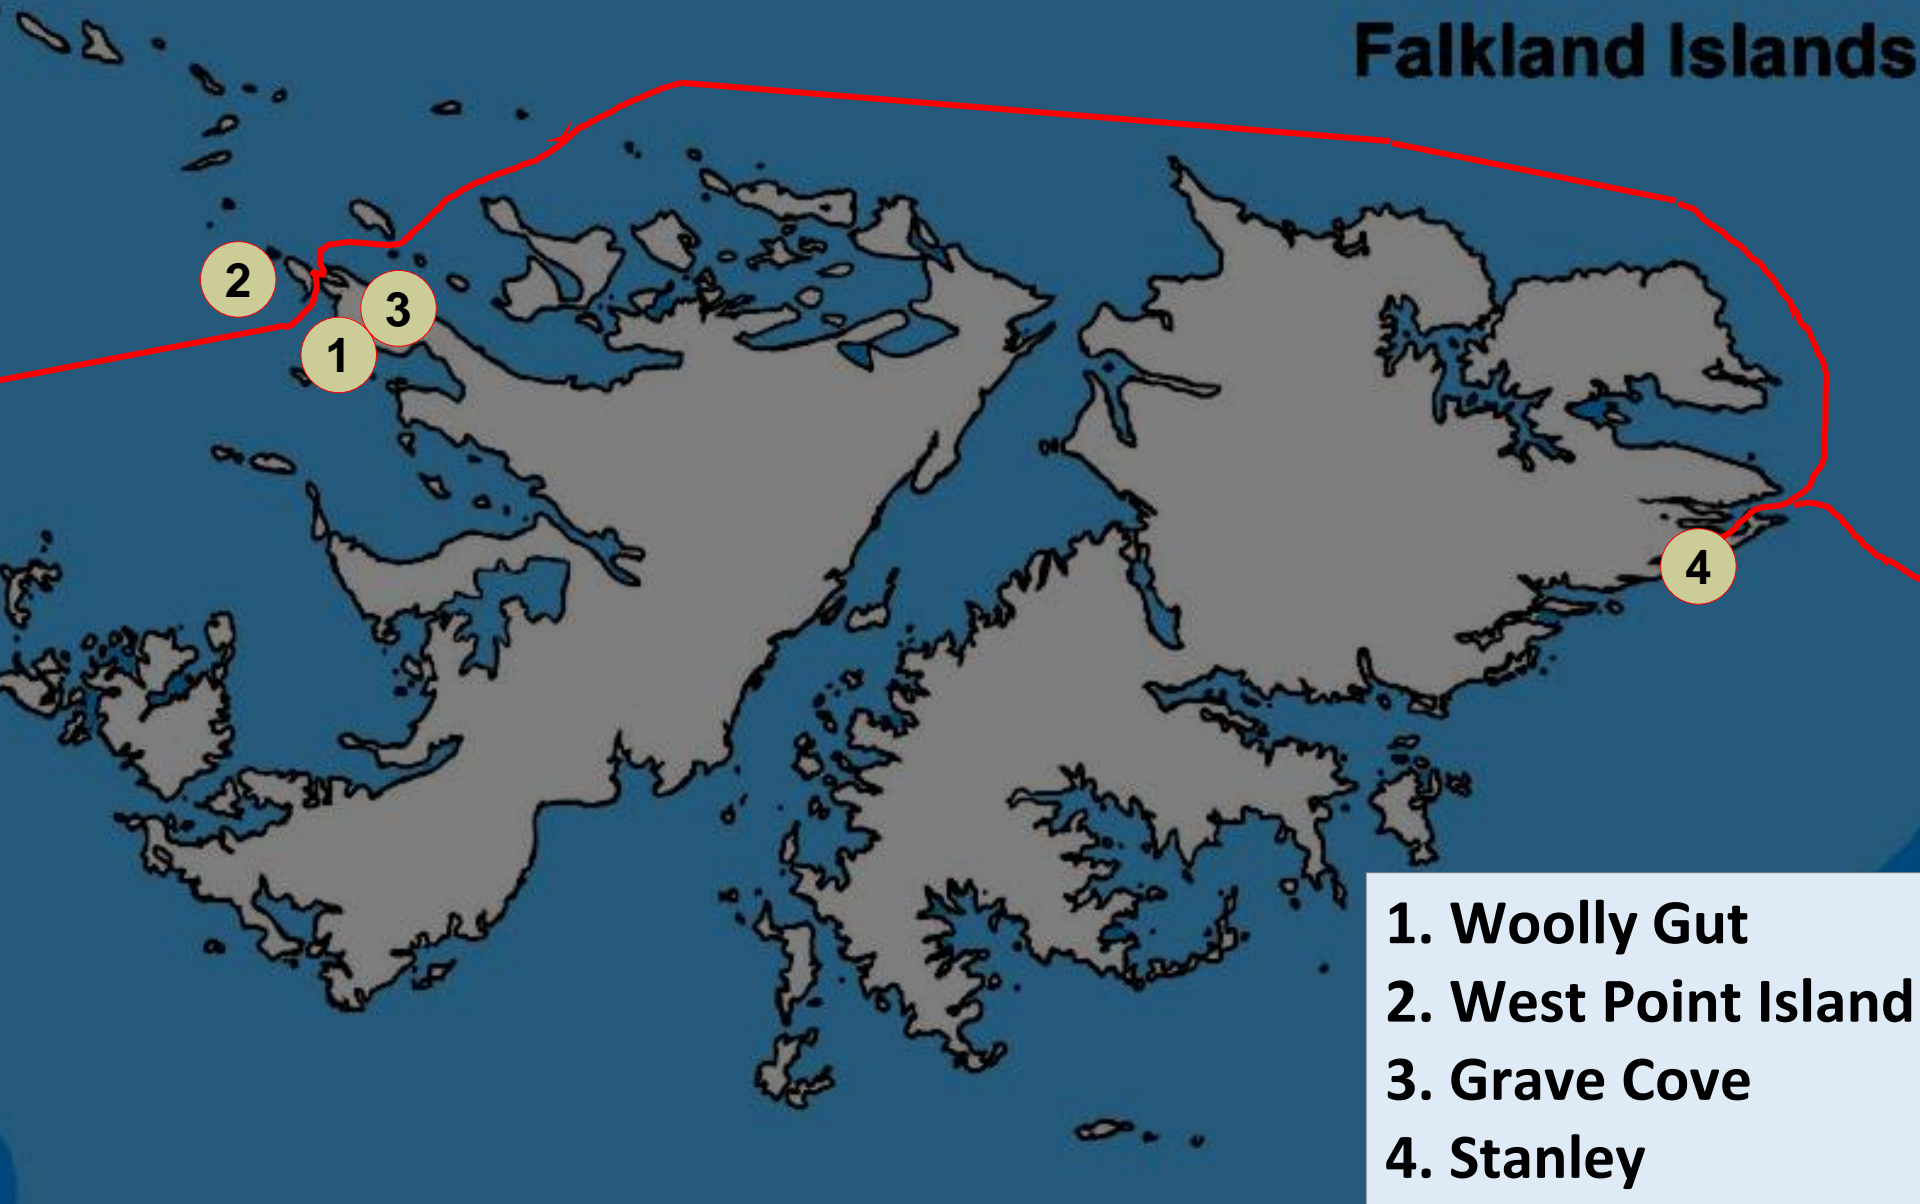 Falkland Islands
2
3
1
4
1. Woolly Gut
2. West Point Island
3. Grave Cove
4. Stanley